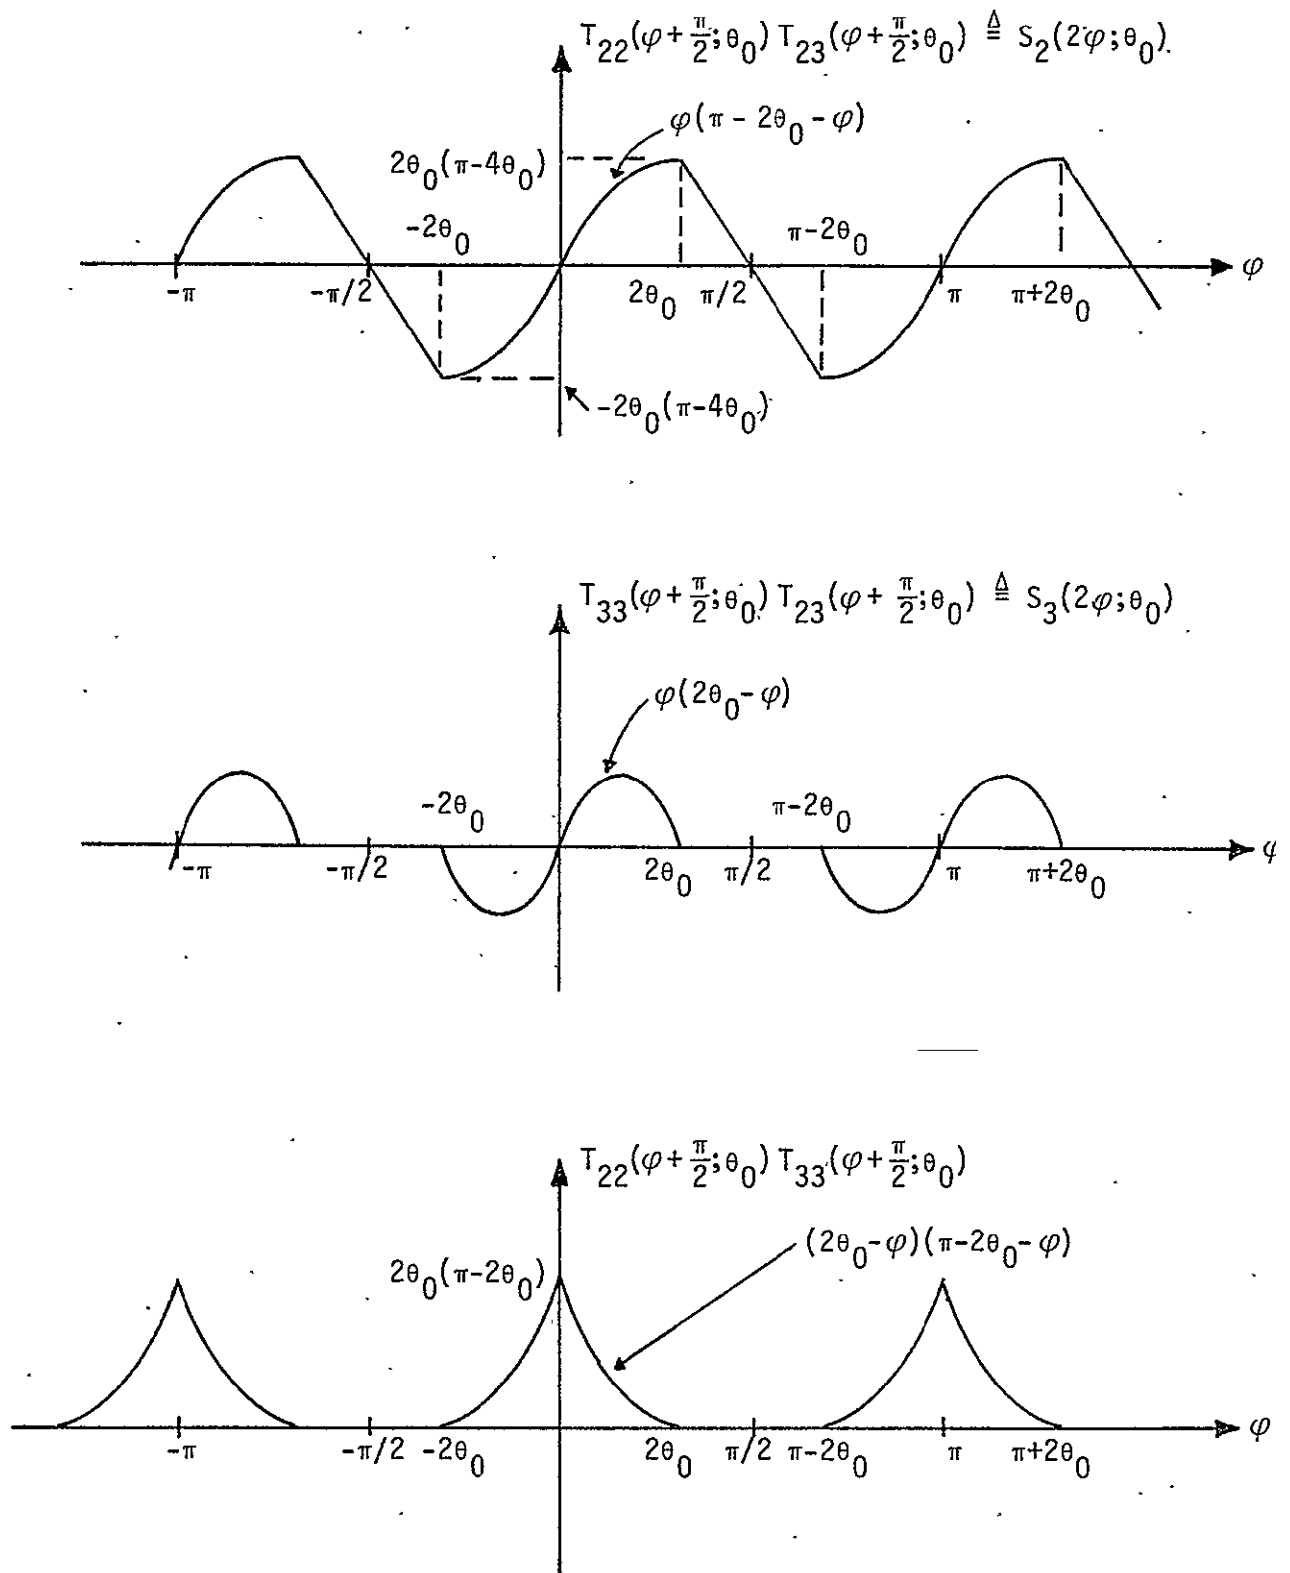 T₂₂(φ+π/2;θ₀) T₂₃(φ+π/2;θ₀) ≜ S₂(2φ;θ₀)
φ(π-2θ₀-φ)
2θ₀(π-4θ₀)
-2θ₀ π-2θ₀
φ
-π -π/2 2θ₀ π/2 π π+2θ₀
-2θ₀(π-4θ₀)
T₃₃(φ+π/2;θ₀) T₂₃(φ+π/2;θ₀) ≜ S₃(2φ;θ₀)
φ(2θ₀-φ)
-2θ₀ π-2θ₀
φ
-π -π/2 2θ₀ π/2 π π+2θ₀
T₂₂(φ+π/2;θ₀) T₃₃(φ+π/2;θ₀)
(2θ₀-φ)(π-2θ₀-φ)
2θ₀(π-2θ₀)
φ
-π -π/2 -2θ₀ 2θ₀ π/2 π-2θ₀ π π+2θ₀